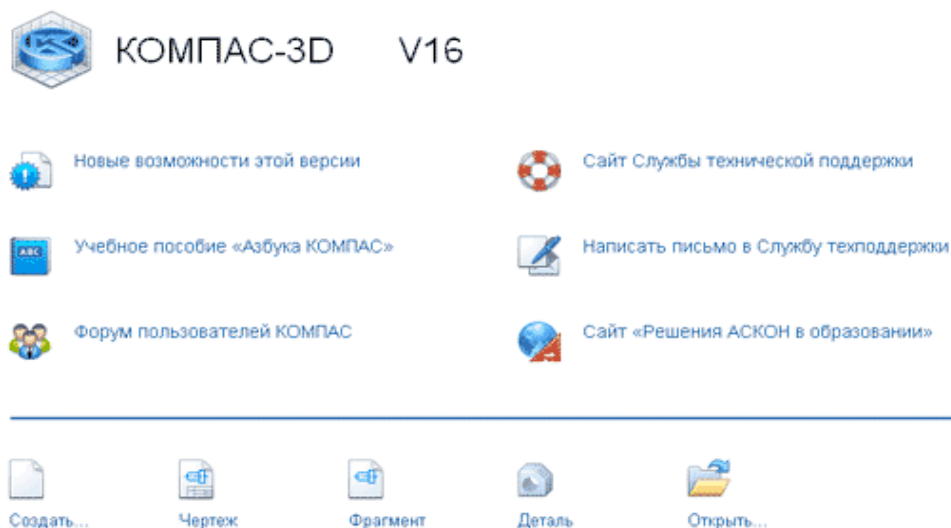 КОМПАС-3D V16
Новые возможности этой версии
Сайт Службы технической поддержки
ABC
Учебное пособие «Азбука КОМПАС»
Написать письмо в Службу техподдержки
Форум пользователей КОМПАС
Сайт «Решения АСКОН в образовании»
Создать...
Чертеж
Фрагмент
Деталь
Открыть...